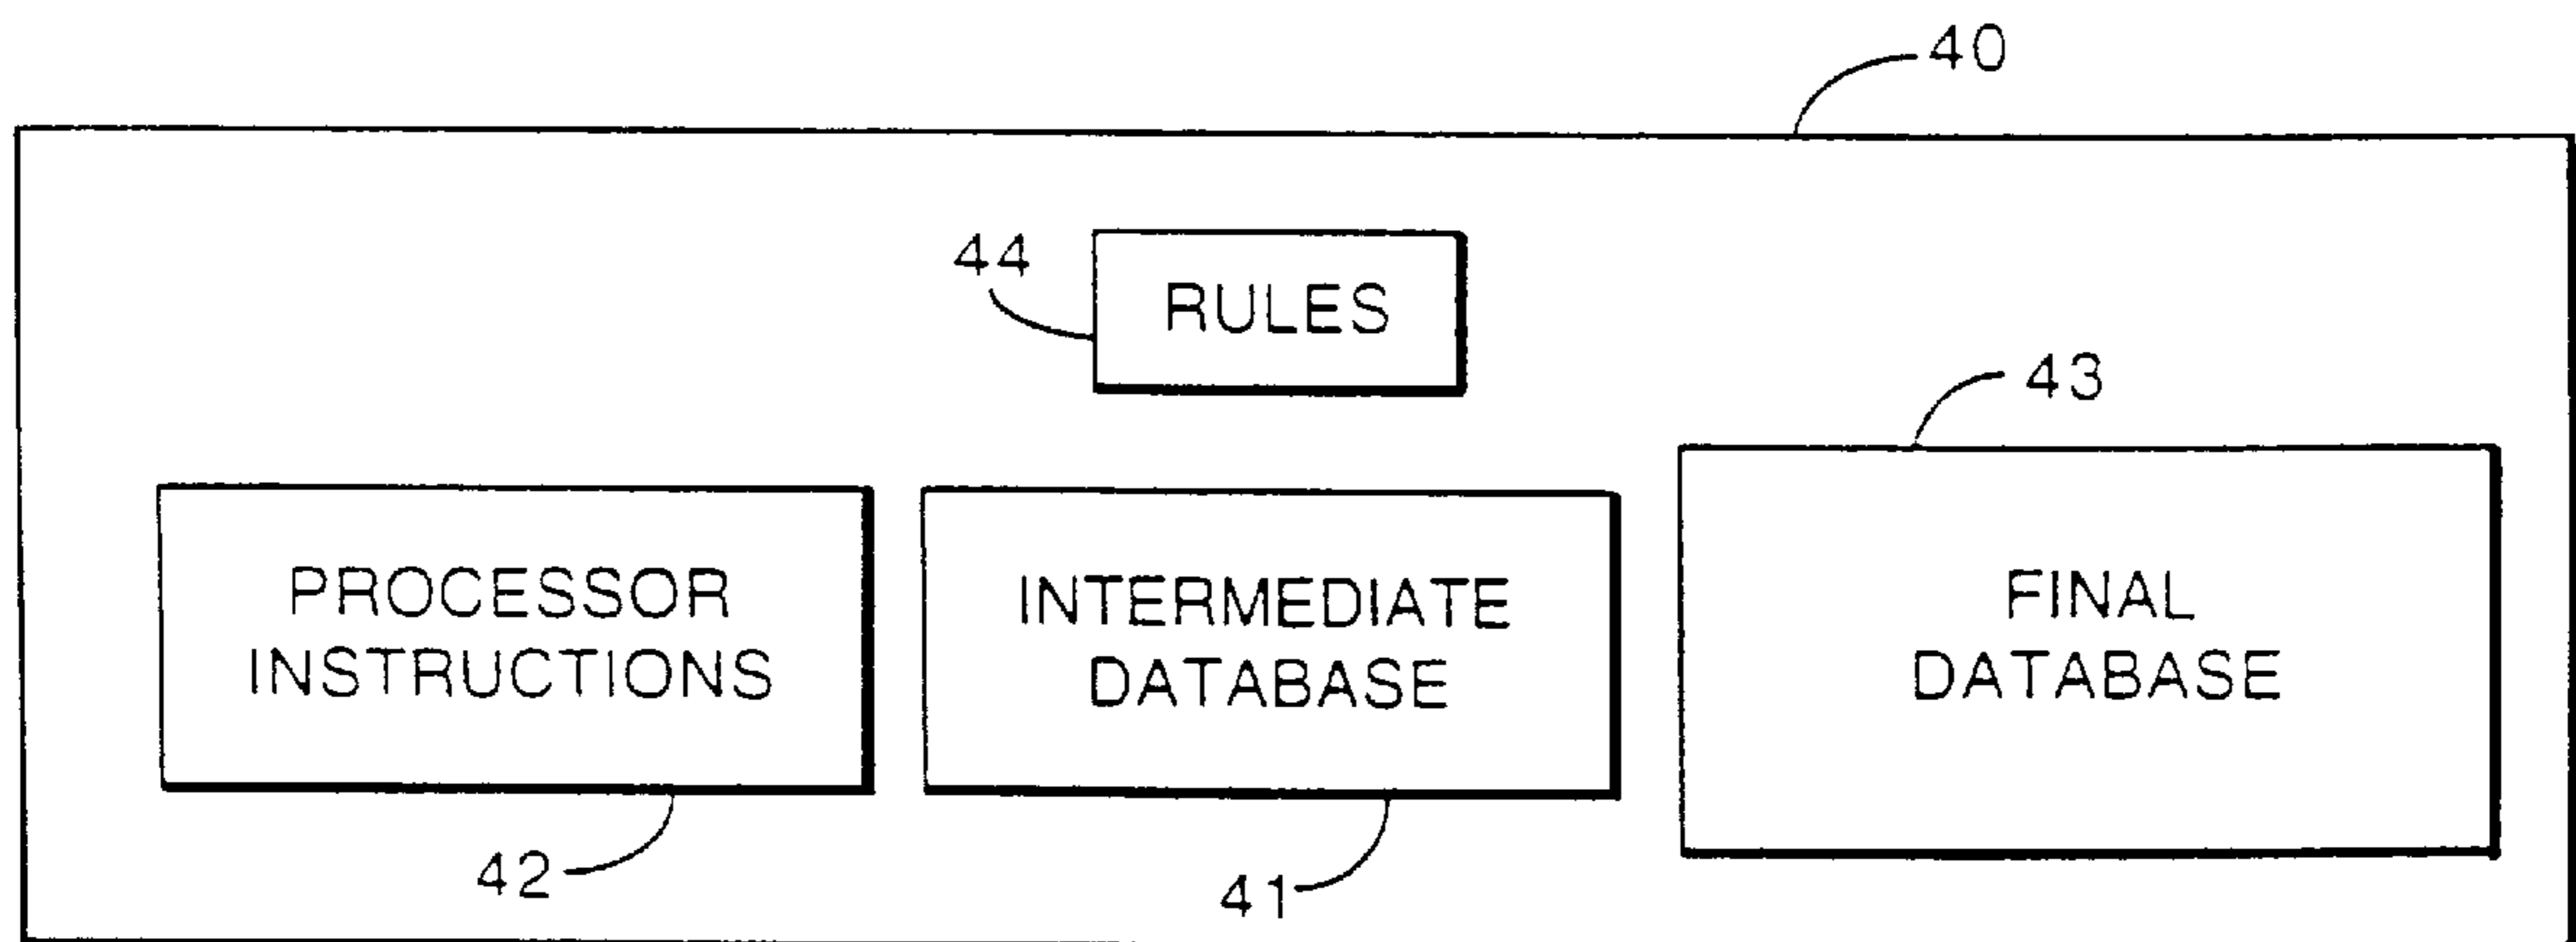 40
44
RULES
43
PROCESSOR
INSTRUCTIONS
INTERMEDIATE
DATABASE
FINAL
DATABASE
42
41